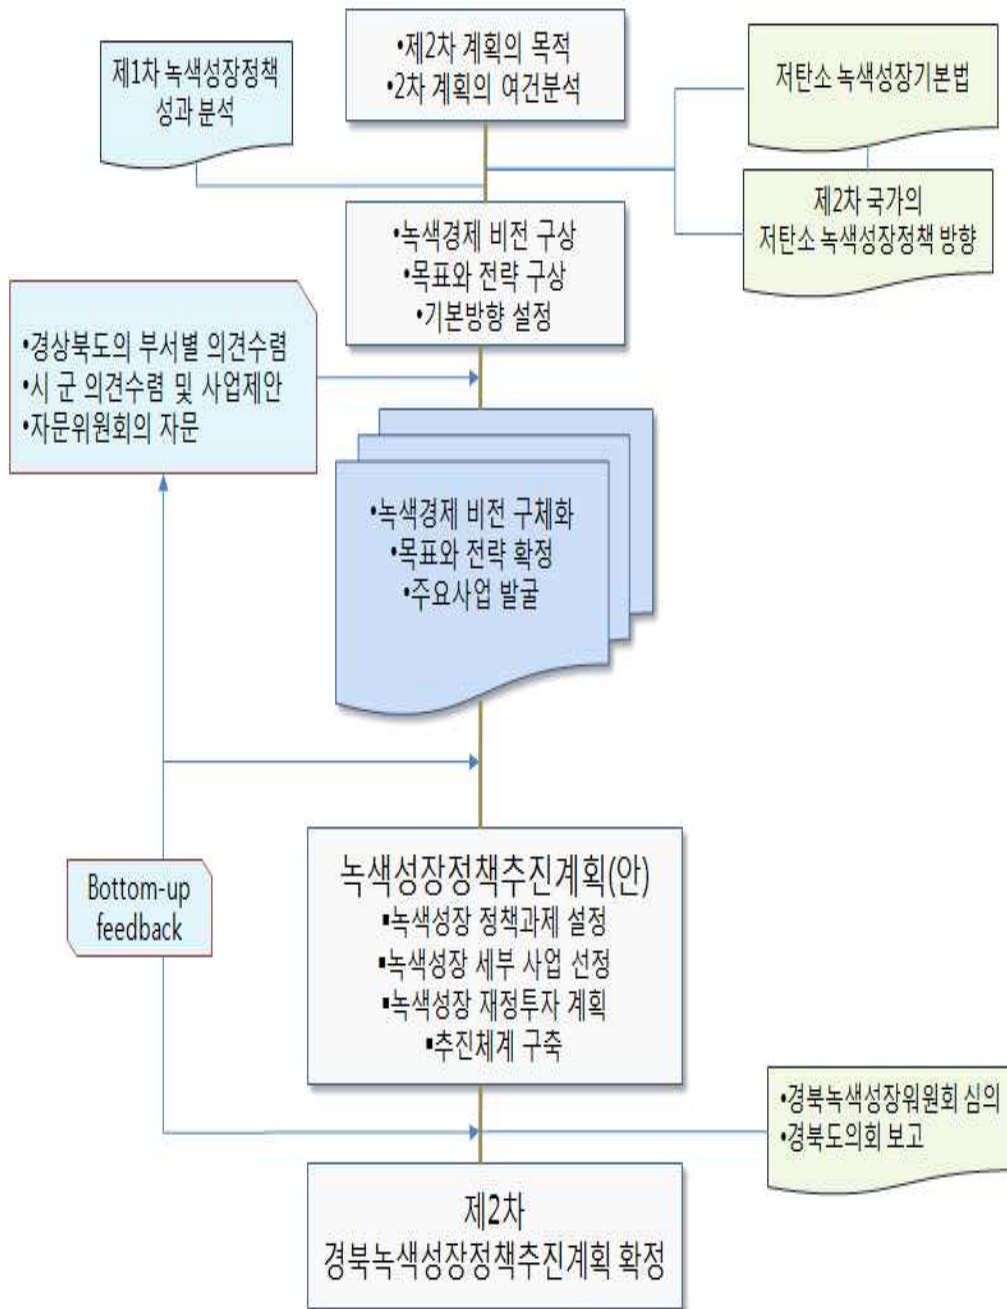 •제2차 계획의 목적
•2차 계획의 여건분석
제1차 녹색성장정책
성과 분석
저탄소 녹색성장기본법
제2차 국가의
저탄소 녹색성장정책 방향
•녹색경제 비전 구상
•목표와 전략 구상
•기본방향 설정
•경상북도의 부서별 의견수렴
•시 군 의견수렴 및 사업제안
•자문위원회의 자문
•녹색경제 비전 구체화
•목표와 전략 확정
•주요사업 발굴
Bottom-up
feedback
녹색성장정책추진계획(안)
▪녹색성장 정책과제 설정
▪녹색성장 세부 사업 선정
▪녹색성장 재정투자 계획
▪추진체계 구축
•경북녹색성장워원회 심의
•경북도의회 보고
제2차
경북녹색성장정책추진계획 확정